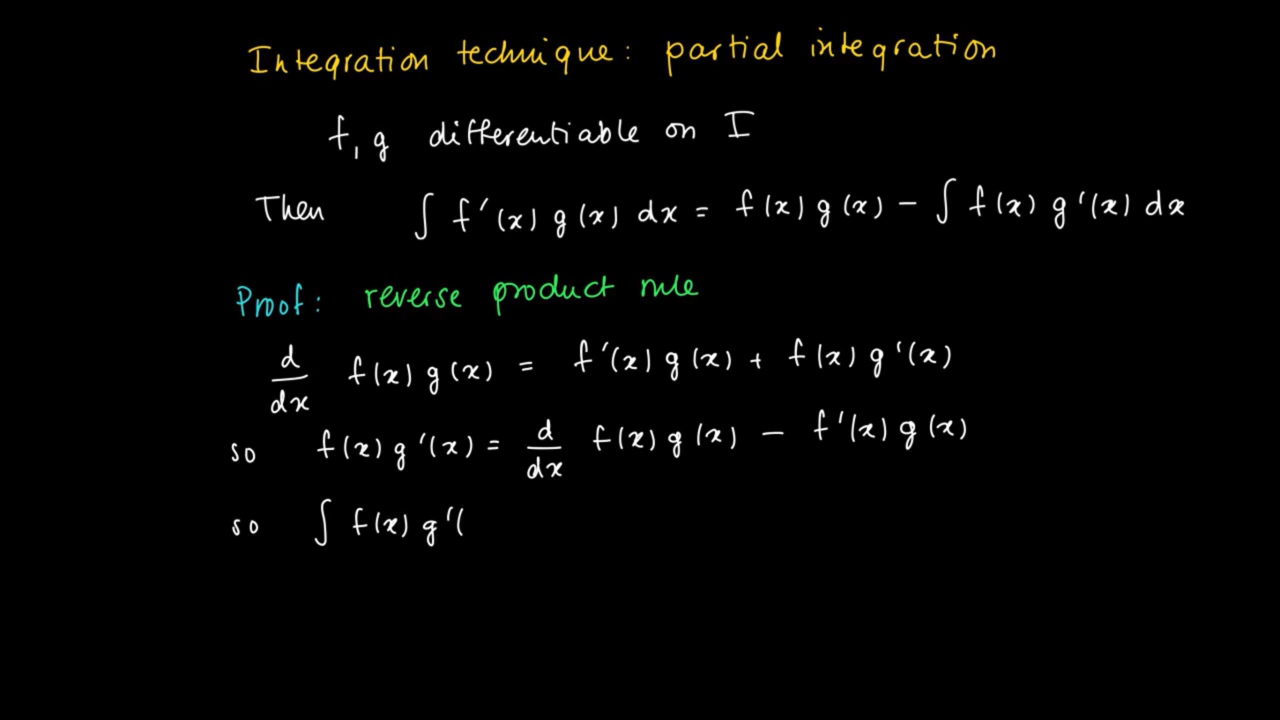 Integration technique: partial integration
f, g differentiable on I
Then ∫ f'(x) g(x) dx = f(x) g(x) − ∫ f(x) g'(x) dx
Proof: reverse product rule
d/dx f(x) g(x) = f'(x) g(x) + f(x) g'(x)
so f(x) g'(x) = d/dx f(x) g(x) − f'(x) g(x)
so ∫ f(x) g'(